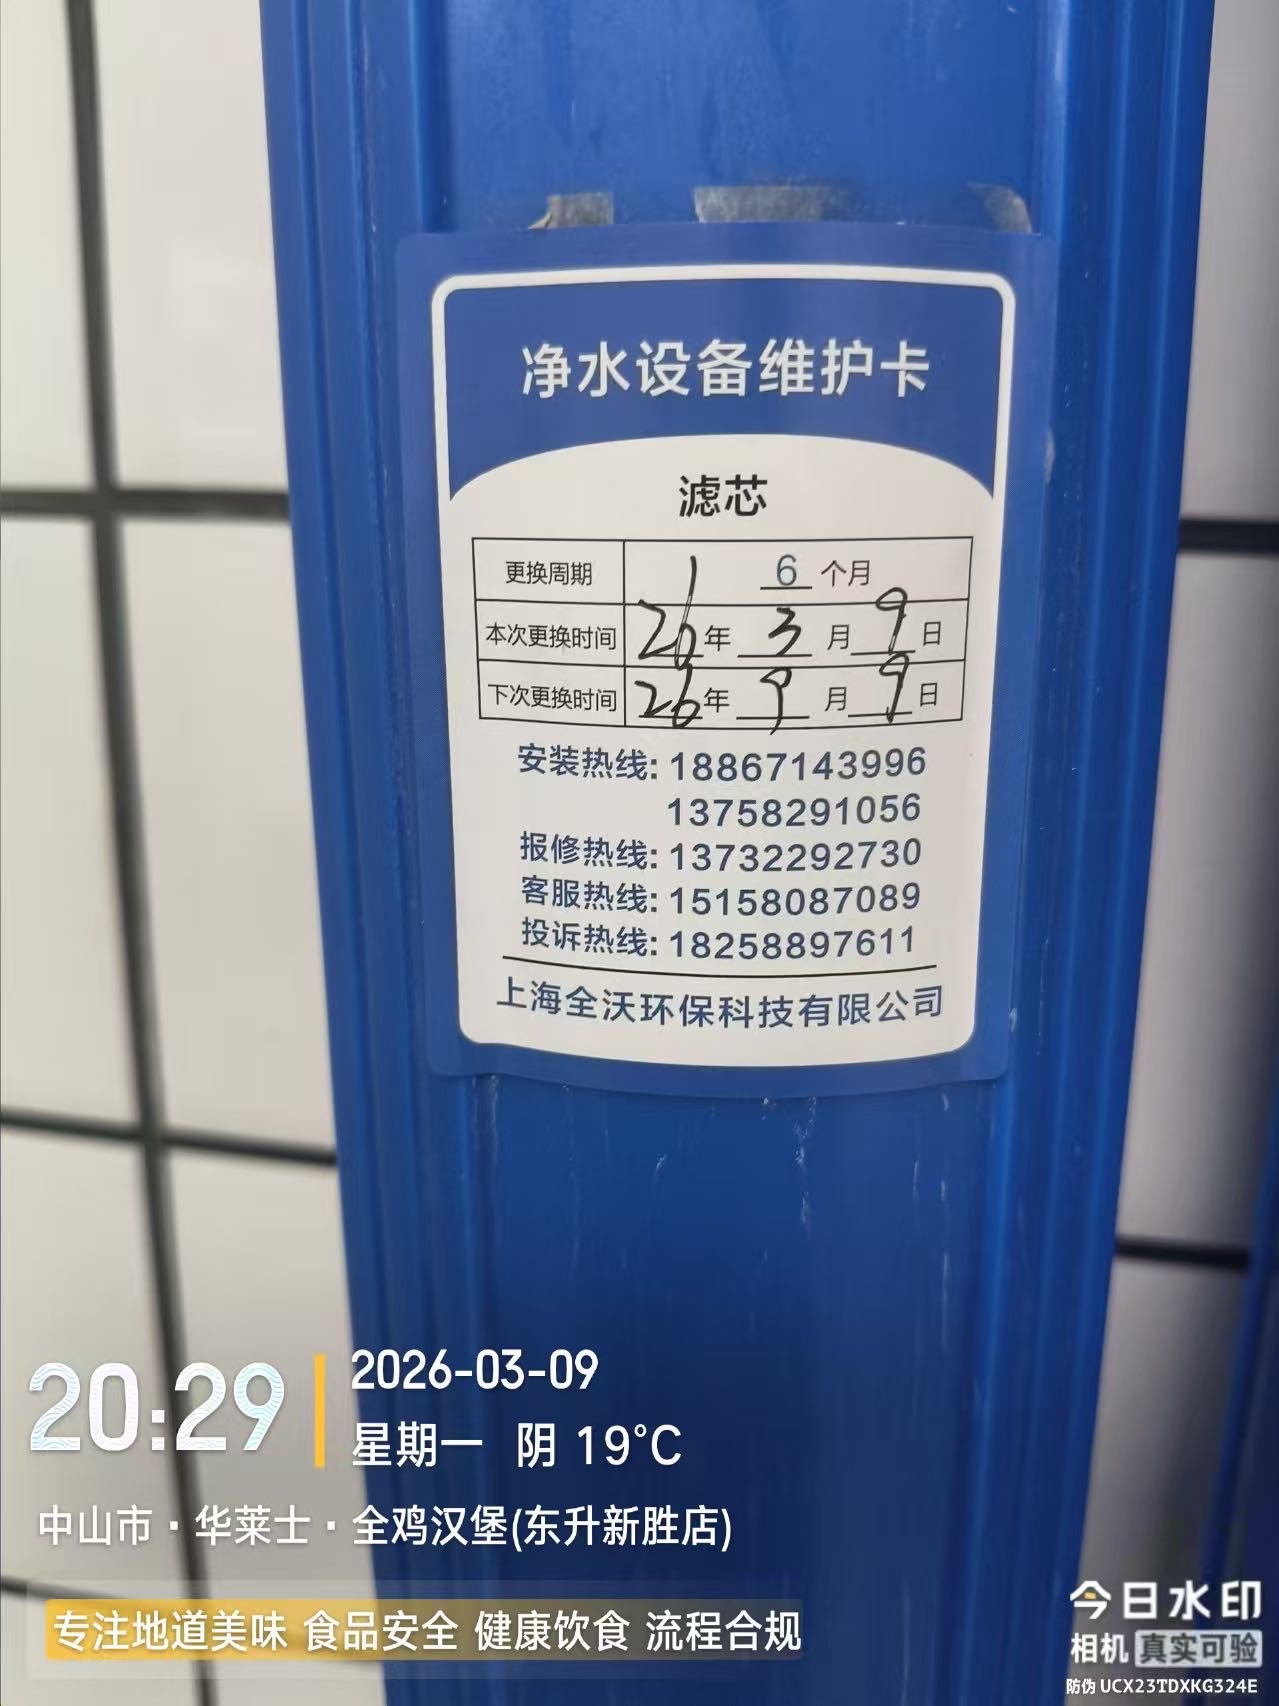 净水设备维护卡
滤芯
更换周期 6 个月
本次更换时间 26年 3 月 9 日
下次更换时间 26年 9 月 9 日
安装热线: 18867143996
13758291056
报修热线: 13732292730
客服热线: 15158087089
投诉热线: 18258897611
上海全沃环保科技有限公司
20:29
2026-03-09
星期一 阴 19℃
中山市·华莱士·全鸡汉堡(东升新胜店)
专注地道美味 食品安全 健康饮食 流程合规
今日水印
相机 真实可验
防伪 UCX23TDXKG324E